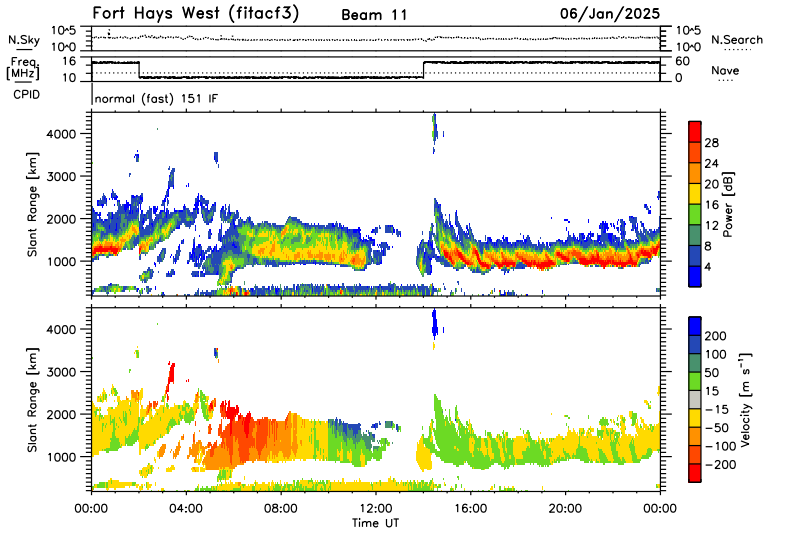 Fort Hays West (fitacf3) Beam 11 06/Jan/2025
N.Sky 10^5 10^0 10^5 10^0 N.Search
Freq. [MHz] 16 10 60 0 Nave
CPID normal (fast) 151 IF
Slant Range [km] 4000 3000 2000 1000
Power [dB] 28 24 20 16 12 8 4
Slant Range [km] 4000 3000 2000 1000
Velocity [m s⁻¹] 200 100 50 15 −15 −50 −100 −200
00:00 04:00 08:00 12:00 16:00 20:00 00:00
Time UT